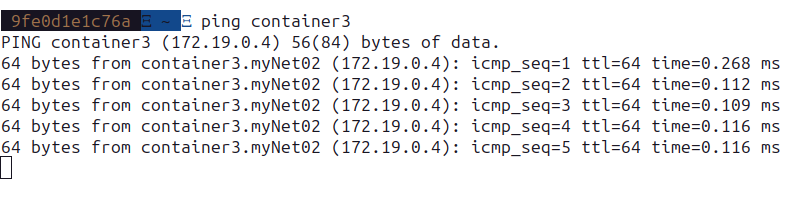 9fe0d1e1c76a Ξ ~ Ξ ping container3
PING container3 (172.19.0.4) 56(84) bytes of data.
64 bytes from container3.myNet02 (172.19.0.4): icmp_seq=1 ttl=64 time=0.268 ms
64 bytes from container3.myNet02 (172.19.0.4): icmp_seq=2 ttl=64 time=0.112 ms
64 bytes from container3.myNet02 (172.19.0.4): icmp_seq=3 ttl=64 time=0.109 ms
64 bytes from container3.myNet02 (172.19.0.4): icmp_seq=4 ttl=64 time=0.116 ms
64 bytes from container3.myNet02 (172.19.0.4): icmp_seq=5 ttl=64 time=0.116 ms